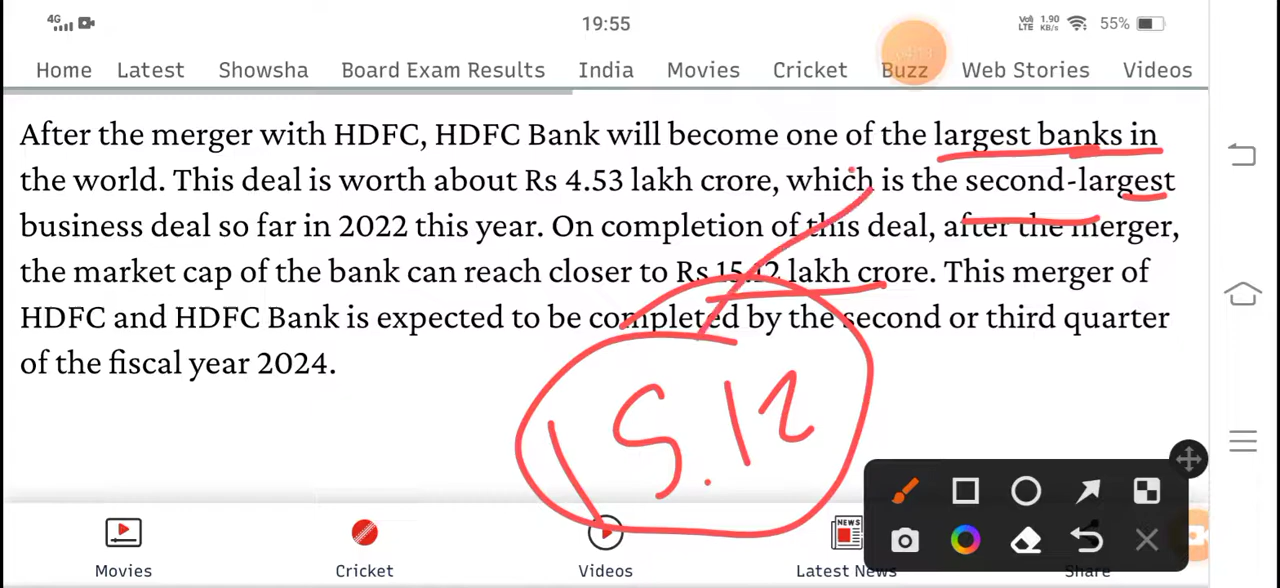 4G 19:55 VoLTE 1.90 KB/s 55%
Home Latest Showsha Board Exam Results India Movies Cricket Buzz Web Stories Videos
After the merger with HDFC, HDFC Bank will become one of the largest banks in
the world. This deal is worth about Rs 4.53 lakh crore, which is the second-largest
business deal so far in 2022 this year. On completion of this deal, after the merger,
the market cap of the bank can reach closer to Rs 15.12 lakh crore. This merger of
HDFC and HDFC Bank is expected to be completed by the second or third quarter
of the fiscal year 2024.
15.12
NEWS
Movies Cricket Videos Latest News Share